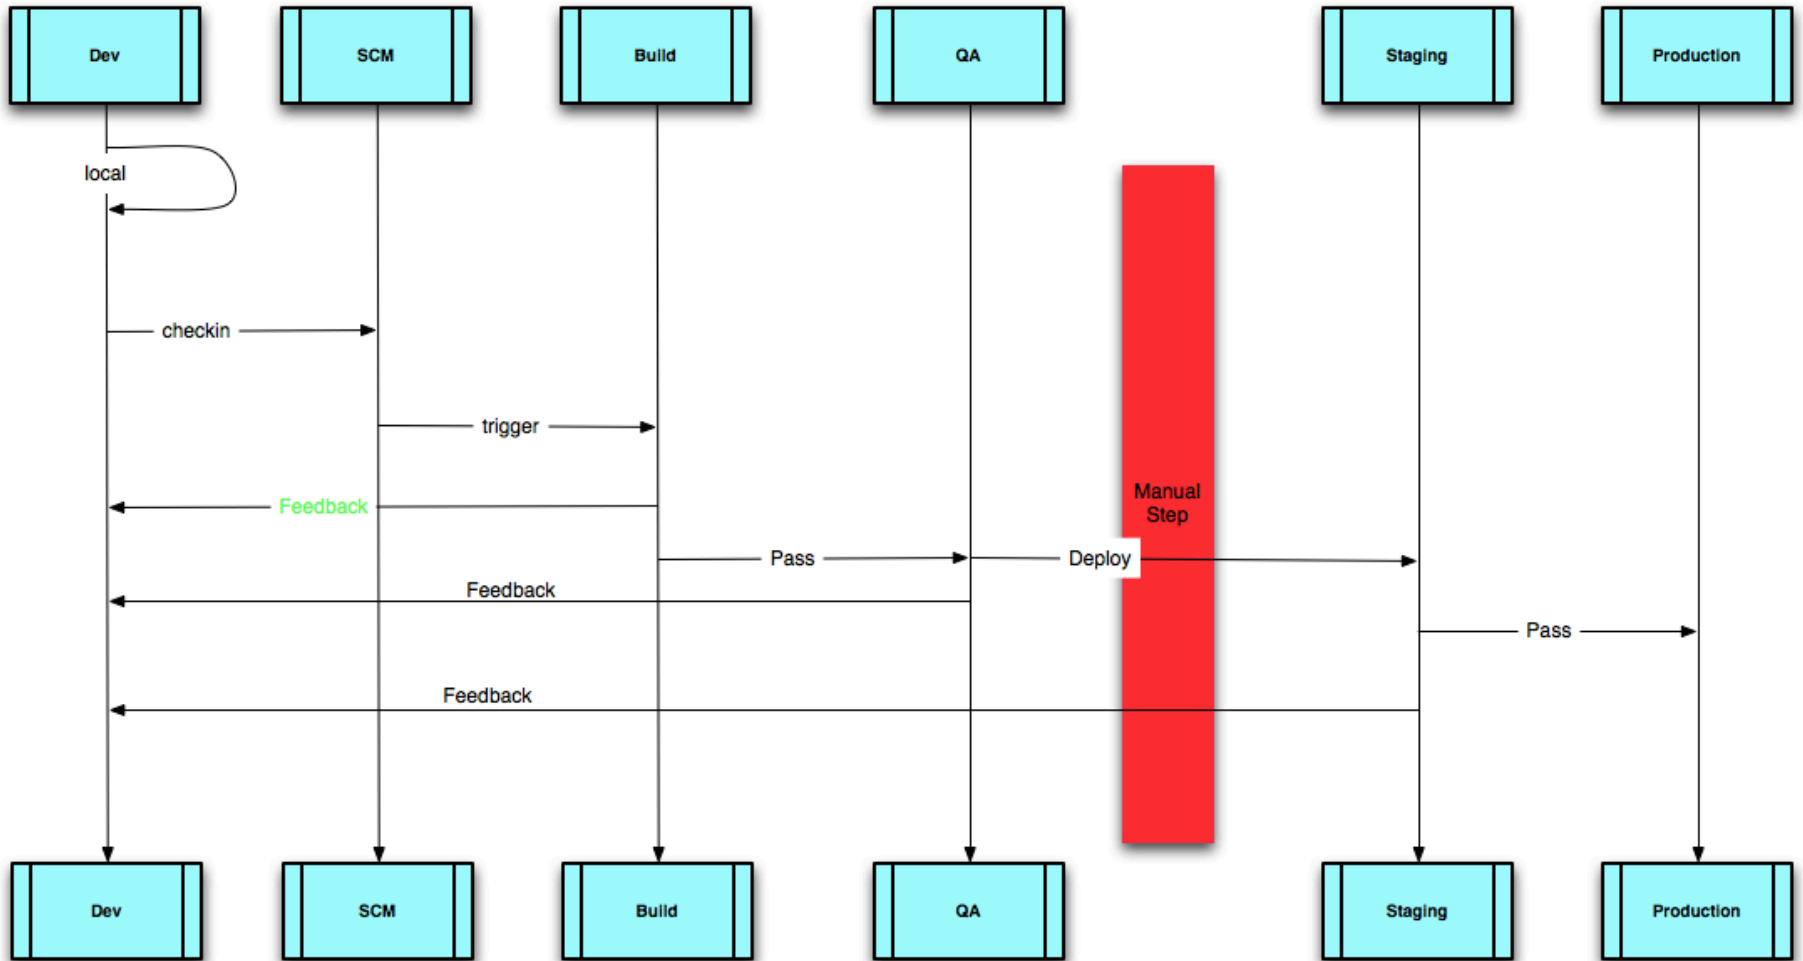 Dev
SCM
Build
QA
Staging
Production
local
checkin
trigger
Manual
Step
Feedback
Pass
Deploy
Feedback
Pass
Feedback
Dev
SCM
Build
QA
Staging
Production